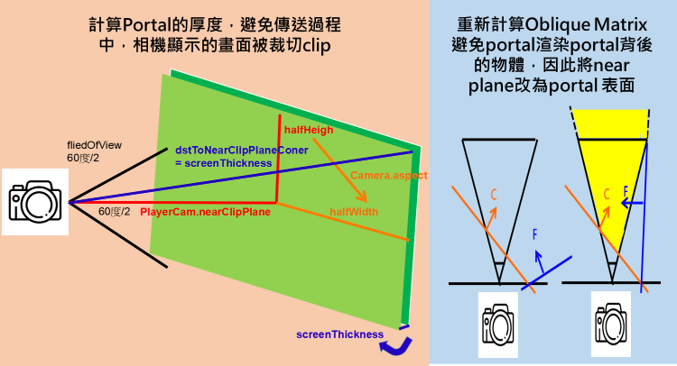 計算Portal的厚度，避免傳送過程
中，相機顯示的畫面被裁切clip
fliedOfView
60度/2
dstToNearClipPlaneConer
= screenThickness
halfHeigh
Camera.aspect
60度/2
PlayerCam.nearClipPlane
halfWidth
screenThickness
重新計算Oblique Matrix
避免portal渲染portal背後
的物體，因此將near
plane改為portal 表面
C
F
C
F